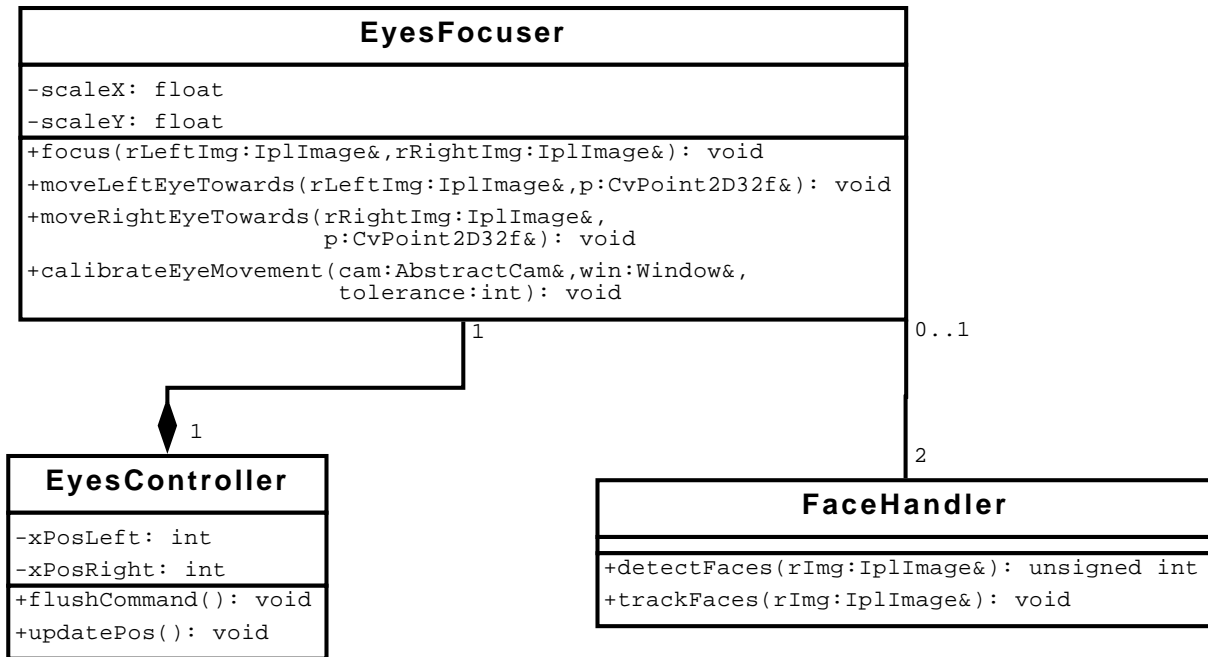 EyesFocuser
-scaleX: float
-scaleY: float
+focus(rLeftImg:IplImage&,rRightImg:IplImage&): void
+moveLeftEyeTowards(rLeftImg:IplImage&,p:CvPoint2D32f&): void
+moveRightEyeTowards(rRightImg:IplImage&,
p:CvPoint2D32f&): void
+calibrateEyeMovement(cam:AbstractCam&,win:Window&,
tolerance:int): void
1
0..1
1
2
EyesController
-xPosLeft: int
-xPosRight: int
+flushCommand(): void
+updatePos(): void
FaceHandler
+detectFaces(rImg:IplImage&): unsigned int
+trackFaces(rImg:IplImage&): void